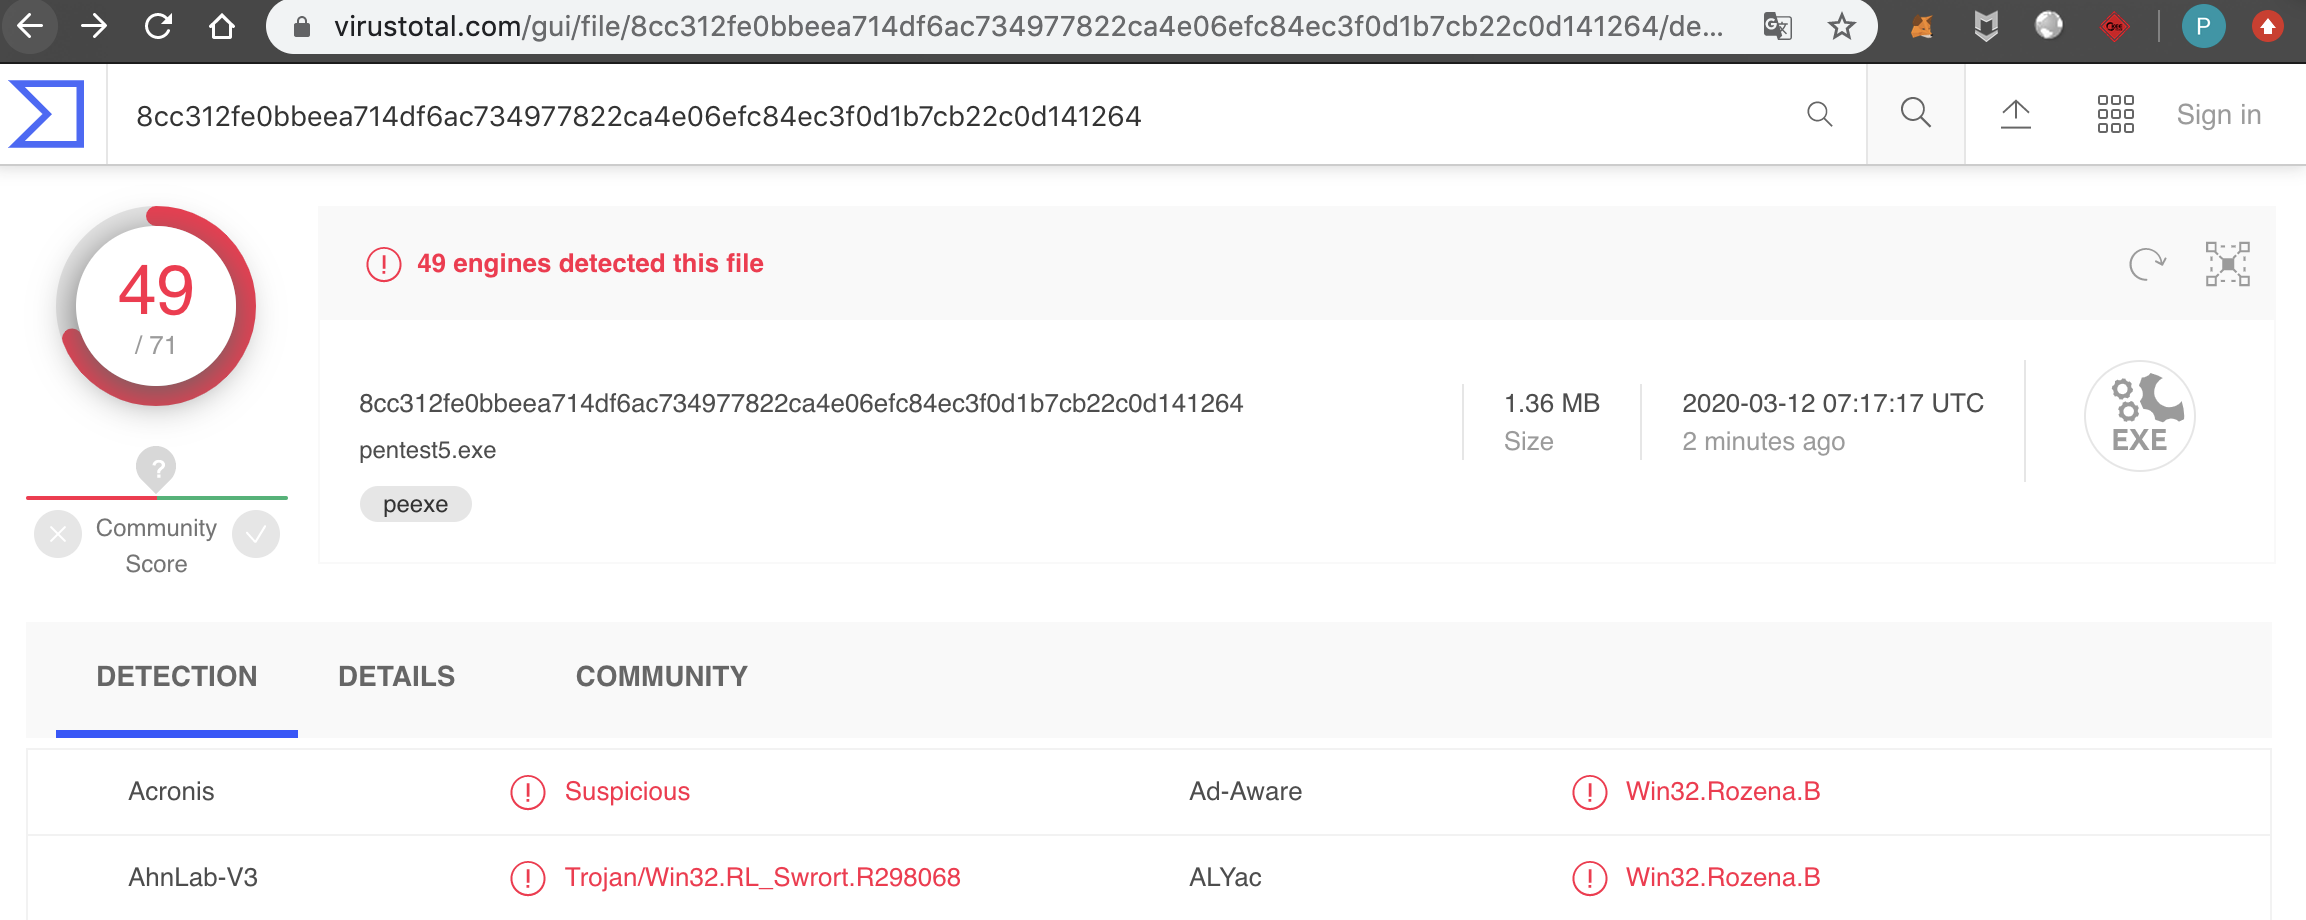 virustotal.com/gui/file/8cc312fe0bbeea714df6ac734977822ca4e06efc84ec3f0d1b7cb22c0d141264/de...
P
8cc312fe0bbeea714df6ac734977822ca4e06efc84ec3f0d1b7cb22c0d141264
Sign in
49
/ 71
49 engines detected this file
8cc312fe0bbeea714df6ac734977822ca4e06efc84ec3f0d1b7cb22c0d141264
pentest5.exe
peexe
1.36 MB
Size
2020-03-12 07:17:17 UTC
2 minutes ago
EXE
?
Community
Score
DETECTION DETAILS COMMUNITY
Acronis Suspicious Ad-Aware Win32.Rozena.B
AhnLab-V3 Trojan/Win32.RL_Swrort.R298068 ALYac Win32.Rozena.B